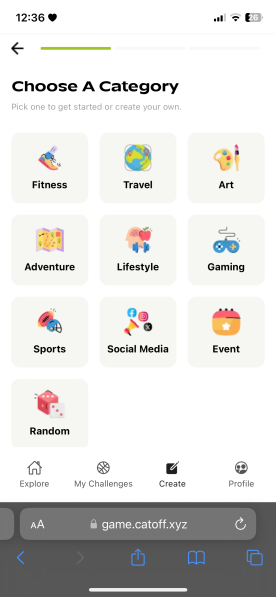 12:36
26
Choose A Category
Pick one to get started or create your own.
Fitness
Travel
Art
Adventure
Lifestyle
Gaming
Sports
Social Media
Event
Random
Explore
My Challenges
Create
Profile
AA
game.catoff.xyz